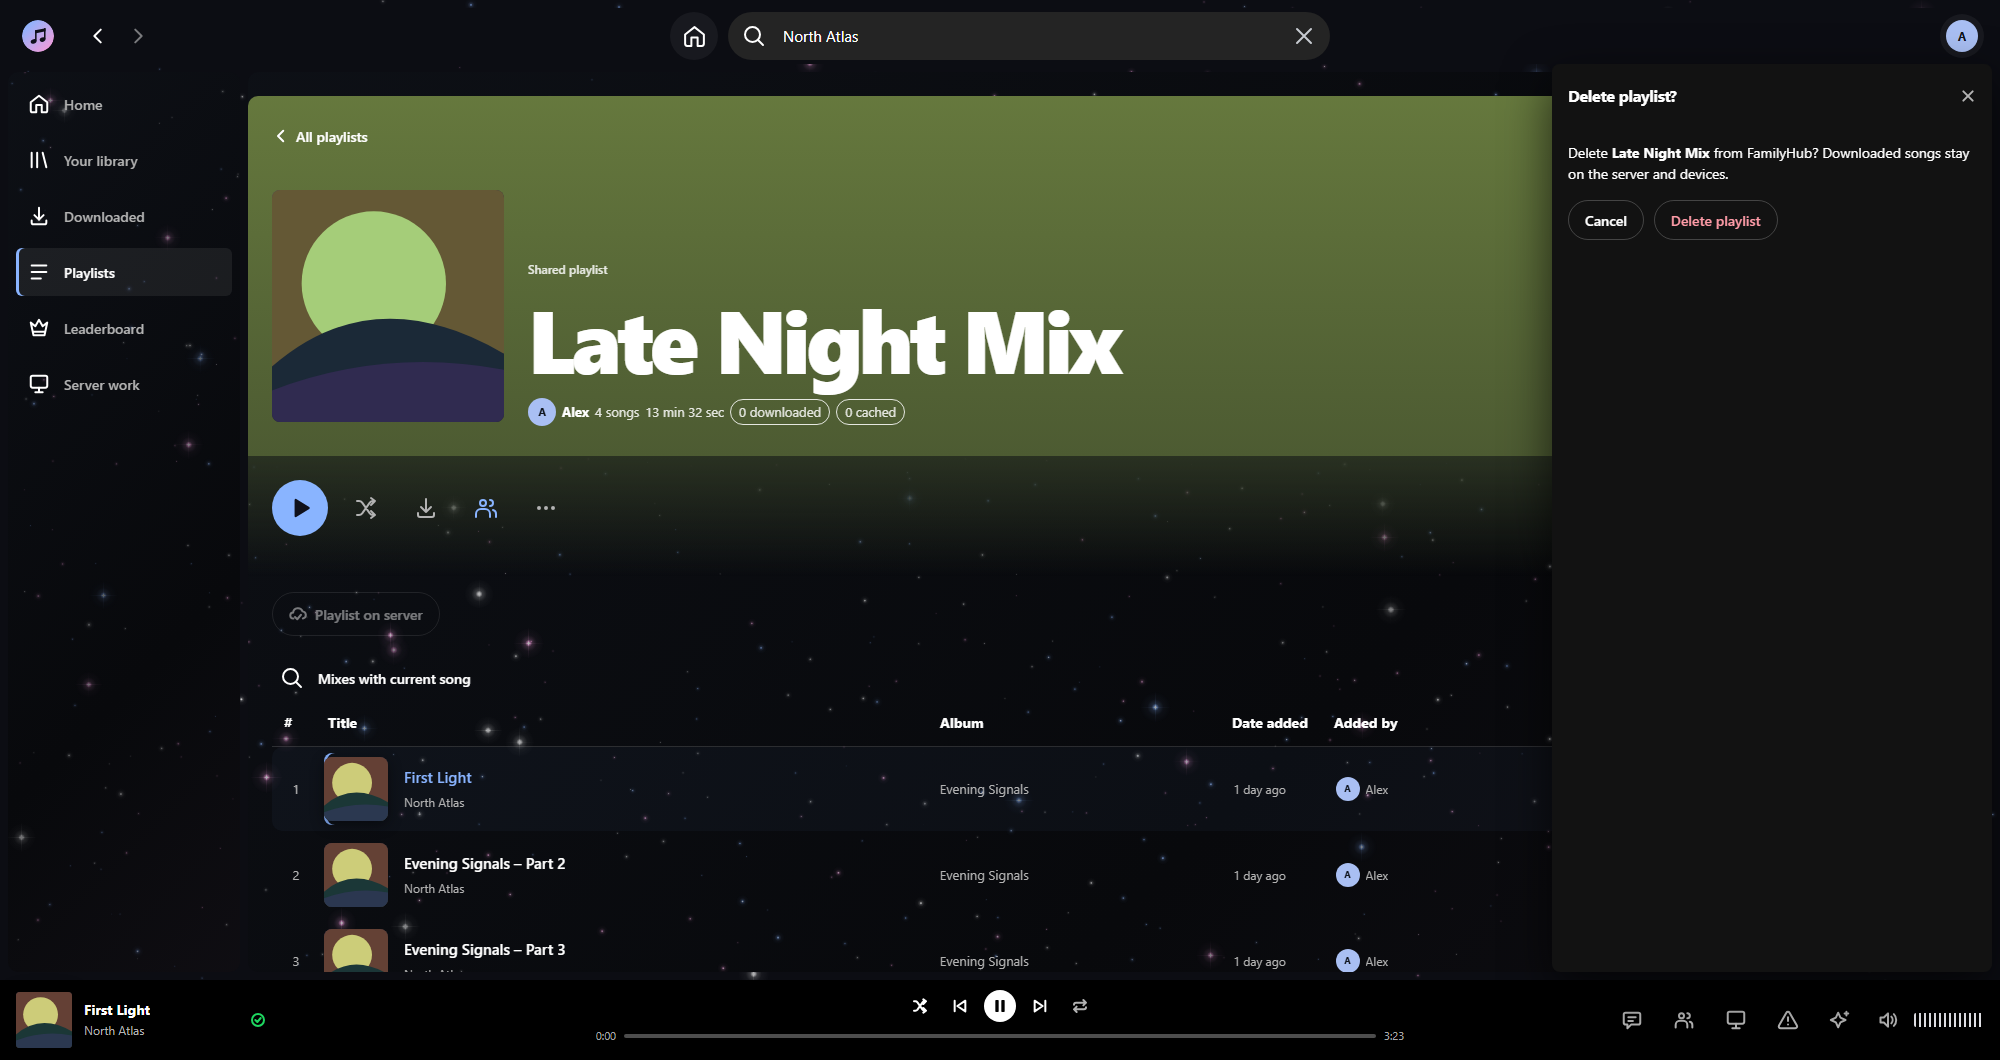 North Atlas
A
Home
Your library
Downloaded
Playlists
Leaderboard
Server work
All playlists
Shared playlist
Late Night Mix
A Alex 4 songs 13 min 32 sec 0 downloaded 0 cached
Playlist on server
Mixes with current song
# Title Album Date added Added by
1 First Light Evening Signals 1 day ago A Alex
North Atlas
2 Evening Signals – Part 2 Evening Signals 1 day ago A Alex
North Atlas
3 Evening Signals – Part 3 Evening Signals 1 day ago A Alex
Delete playlist?
Delete Late Night Mix from FamilyHub? Downloaded songs stay
on the server and devices.
Cancel Delete playlist
First Light
North Atlas
0:00 3:23